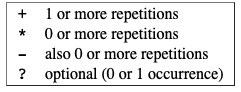 + 1 or more repetitions
* 0 or more repetitions
- also 0 or more repetitions
? optional (0 or 1 occurrence)